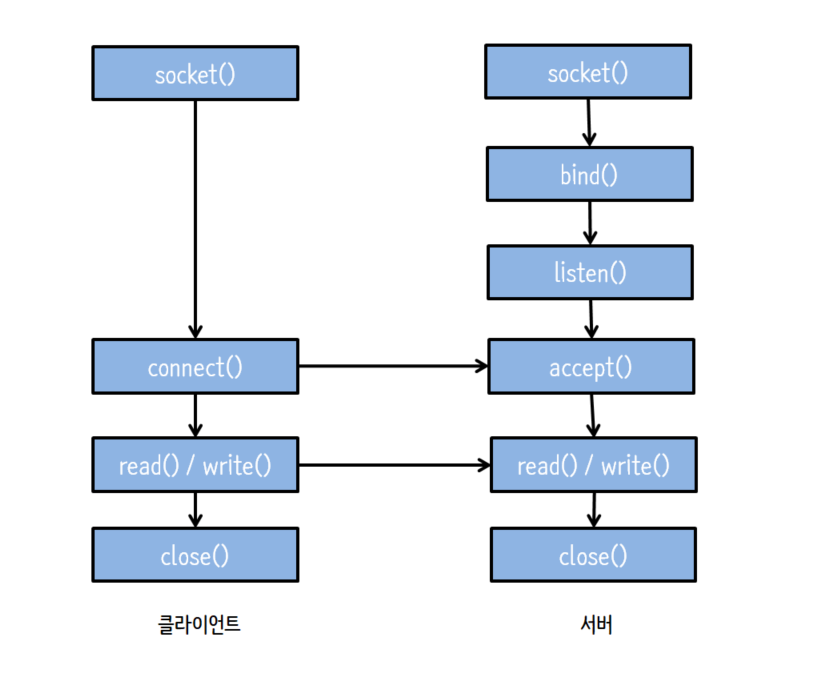 socket()
connect()
read() / write()
close()
클라이언트
socket()
bind()
listen()
accept()
read() / write()
close()
서버